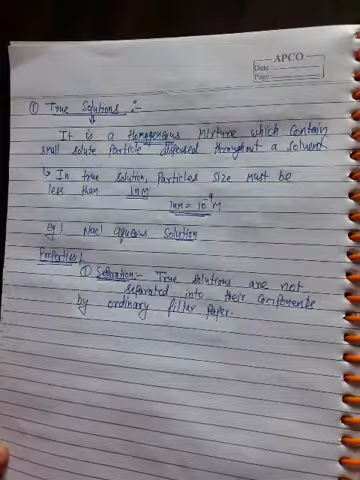 APCO
Date :-
Page :-
① True Solutions :-
It is a Homogeneous mixture which contain
small solute particle dispersed throughout a solvent
↳ In true solution, Particles size must be
less than 1nm
1nm = 10⁻⁹ M
eg! Nacl aqueous solution
Properties!
① Separation:- True solutions are not
separated into their components
by ordinary filter paper.